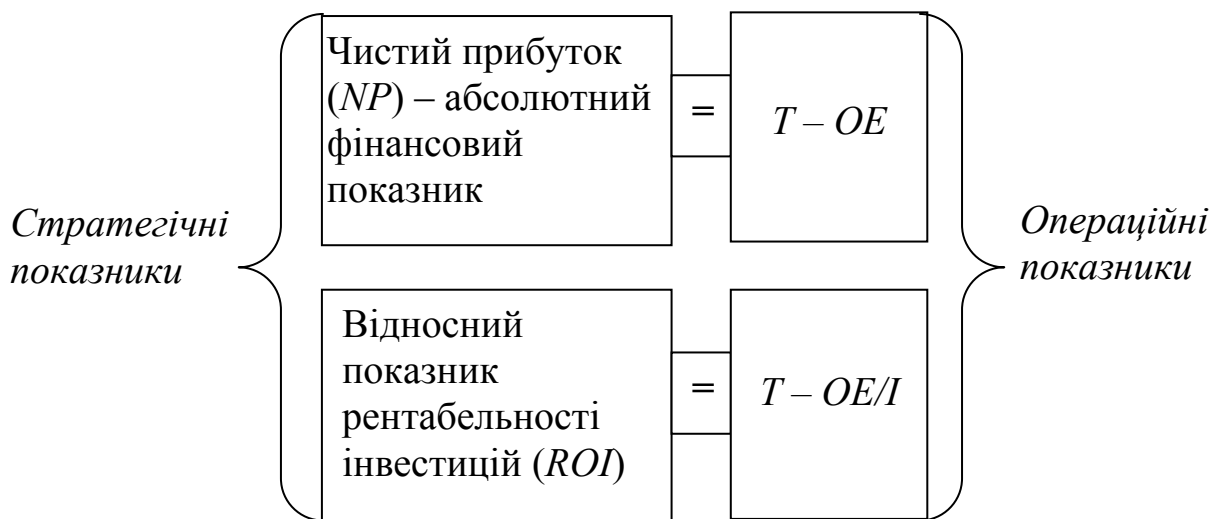 Стратегічні
показники
Чистий прибуток
(NP) – абсолютний
фінансовий
показник
=
T – OE
Відносний
показник
рентабельності
інвестицій (ROI)
=
T – OE/I
Операційні
показники